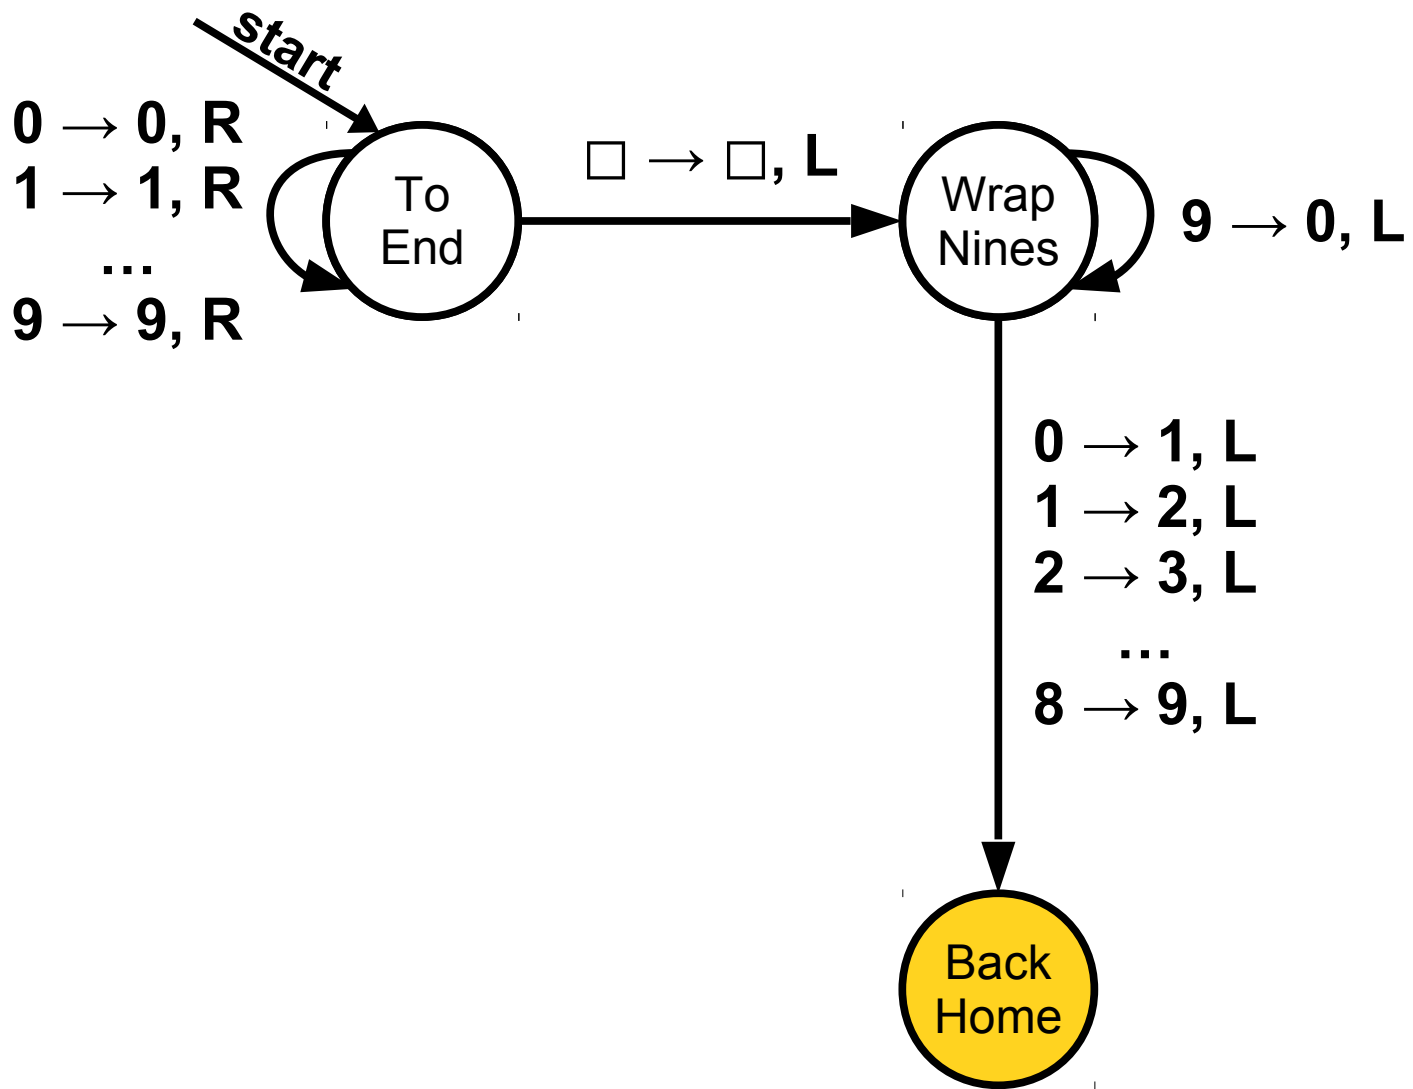 start
0 → 0, R
1 → 1, R
...
9 → 9, R
To
End
□ → □, L
Wrap
Nines
9 → 0, L
0 → 1, L
1 → 2, L
2 → 3, L
...
8 → 9, L
Back
Home